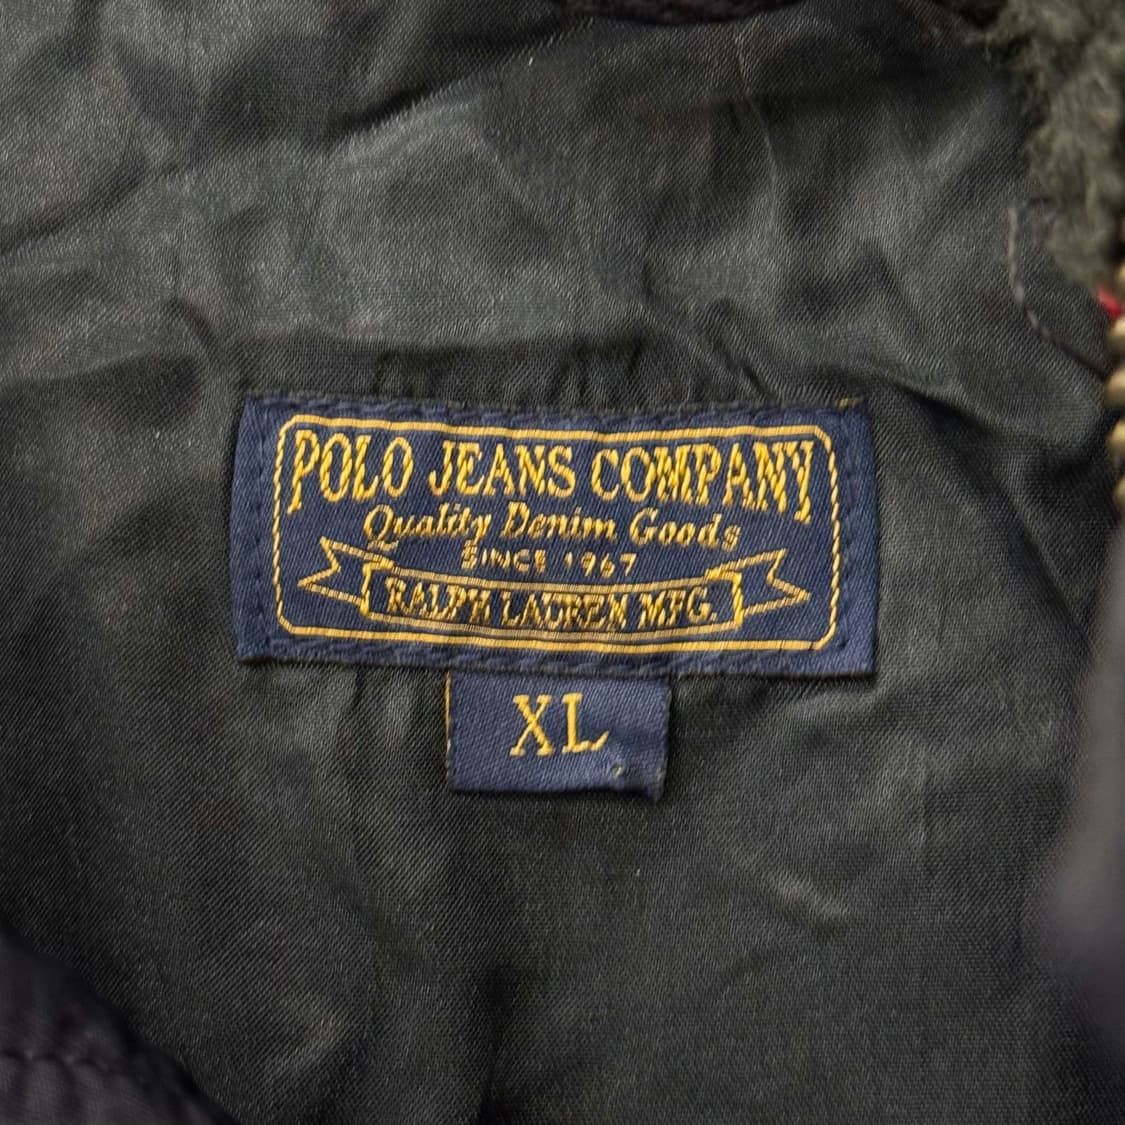 POLO JEANS COMPANY
Quality Denim Goods
SINCE 1967
RALPH LAUREN MFG.
XL